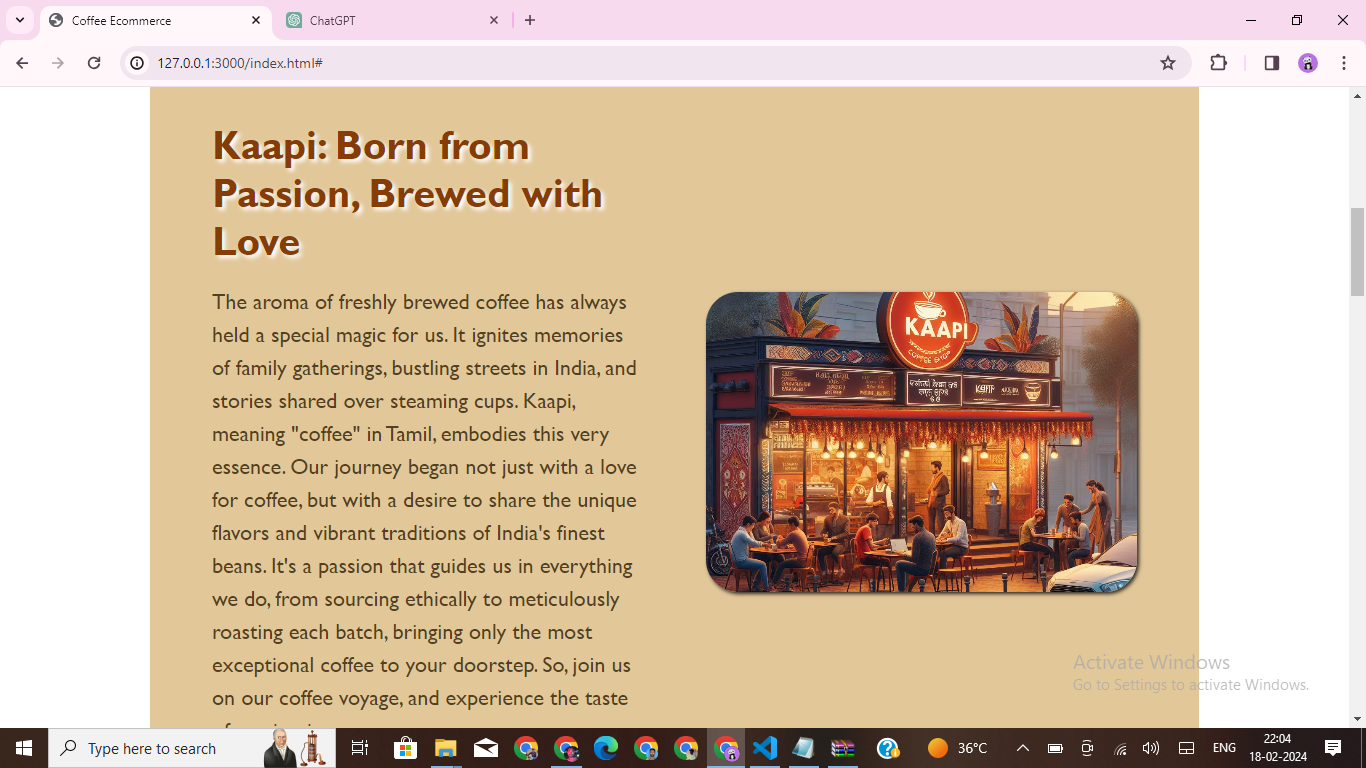 Coffee Ecommerce
ChatGPT
127.0.0.1:3000/index.html#
Kaapi: Born from
Passion, Brewed with
Love
The aroma of freshly brewed coffee has always
held a special magic for us. It ignites memories
of family gatherings, bustling streets in India, and
stories shared over steaming cups. Kaapi,
meaning "coffee" in Tamil, embodies this very
essence. Our journey began not just with a love
for coffee, but with a desire to share the unique
flavors and vibrant traditions of India's finest
beans. It's a passion that guides us in everything
we do, from sourcing ethically to meticulously
roasting each batch, bringing only the most
exceptional coffee to your doorstep. So, join us
on our coffee voyage, and experience the taste
KAAPI
Activate Windows
Go to Settings to activate Windows.
Type here to search
36°C
ENG
22:04
18-02-2024